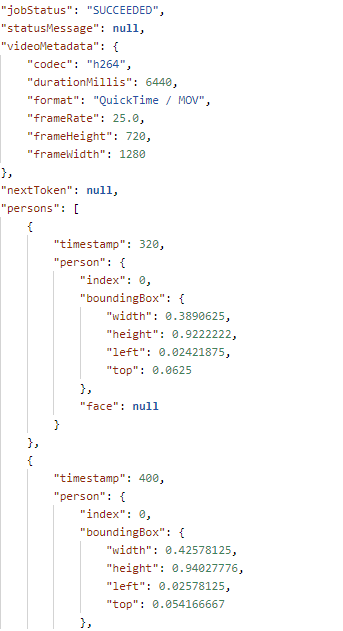 "jobStatus": "SUCCEEDED",
"statusMessage": null,
"videoMetadata": {
    "codec": "h264",
    "durationMillis": 6440,
    "format": "QuickTime / MOV",
    "frameRate": 25.0,
    "frameHeight": 720,
    "frameWidth": 1280
},
"nextToken": null,
"persons": [
    {
        "timestamp": 320,
        "person": {
            "index": 0,
            "boundingBox": {
                "width": 0.3890625,
                "height": 0.9222222,
                "left": 0.02421875,
                "top": 0.0625
            },
            "face": null
        }
    },
    {
        "timestamp": 400,
        "person": {
            "index": 0,
            "boundingBox": {
                "width": 0.42578125,
                "height": 0.94027776,
                "left": 0.02578125,
                "top": 0.054166667
            },